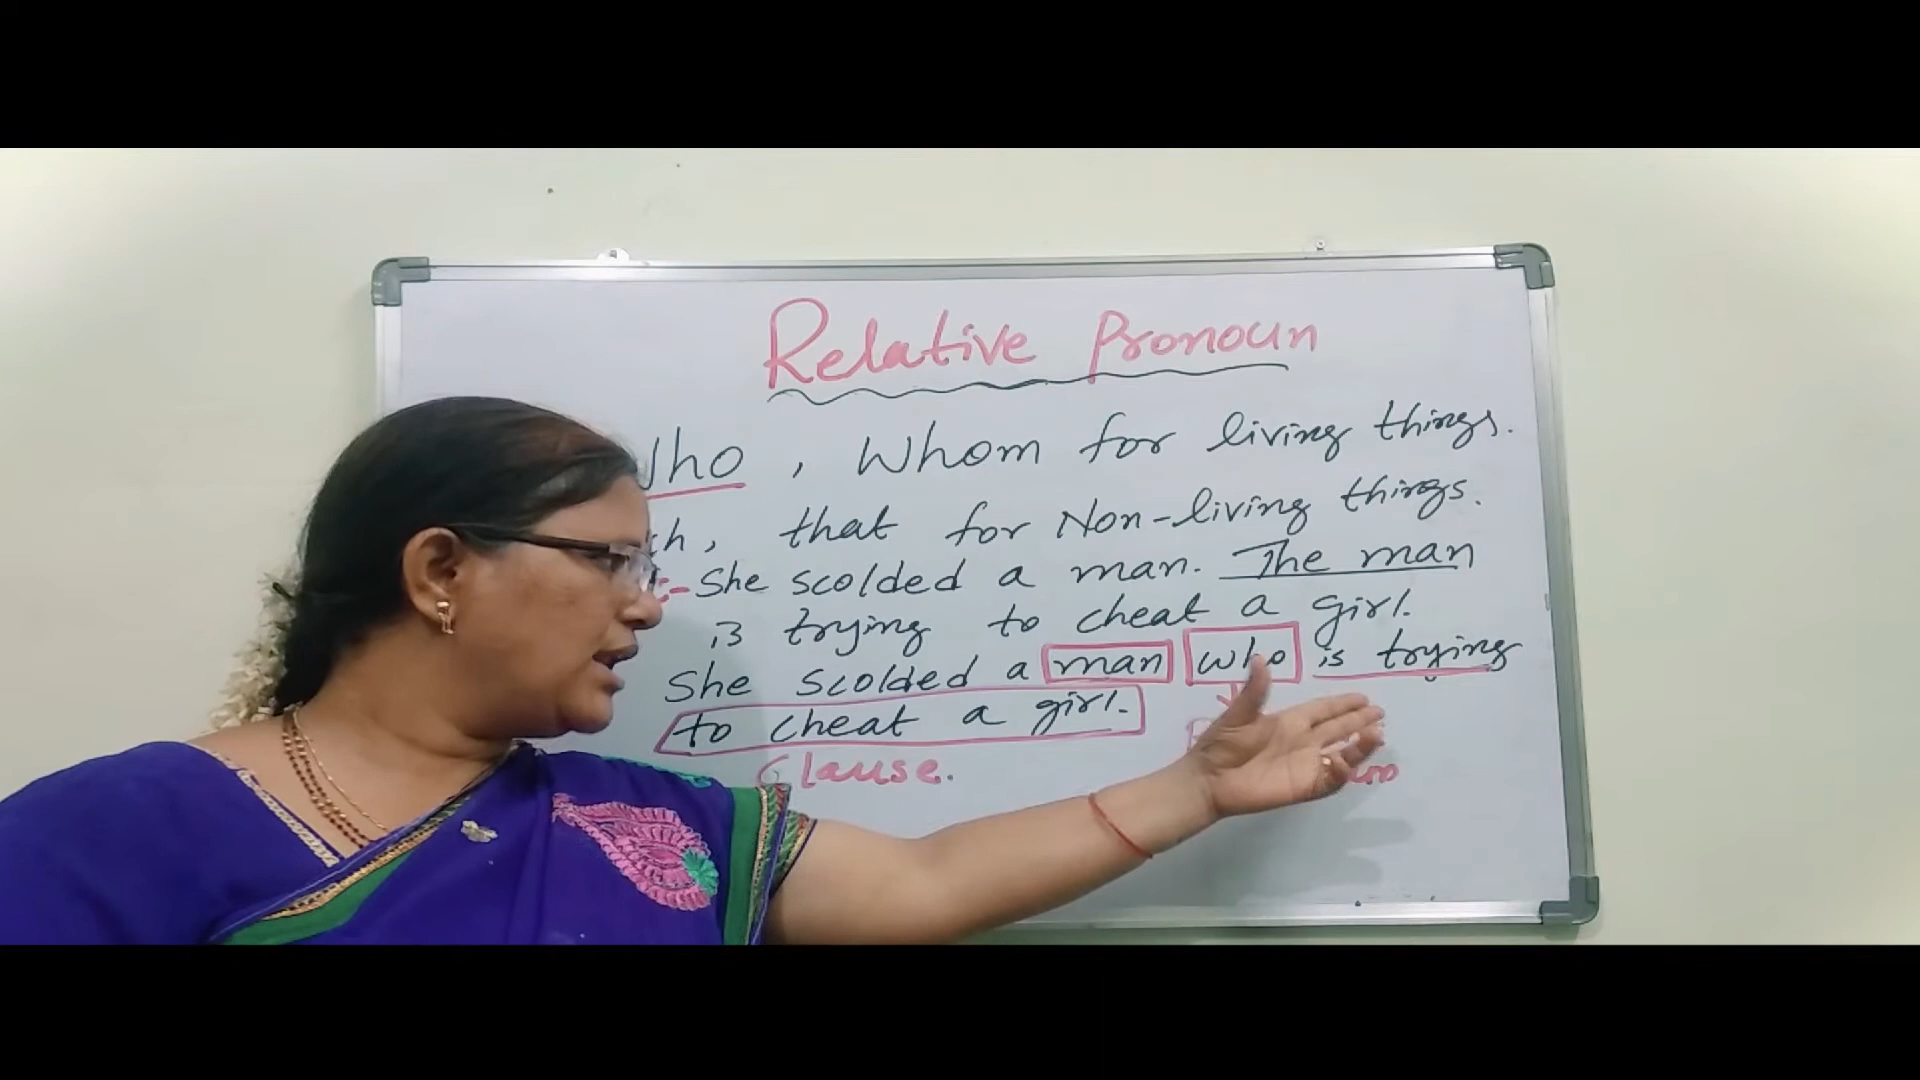 Relative Pronoun
Who, Whom for living things.
that for Non-living things.
She scolded a man. The man
is trying to cheat a girl.
She scolded a man who is trying
to cheat a girl.
Clause.